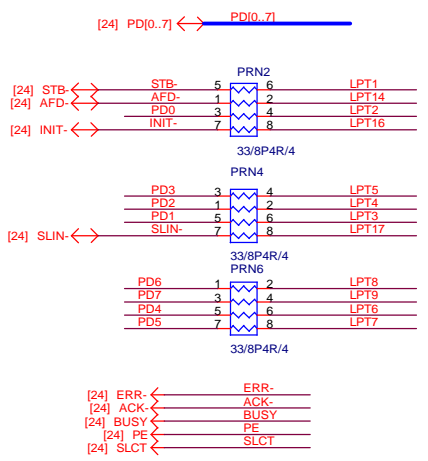 [24] PD[0..7] PD[0..7]
PRN2
[24] STB- STB- 5 6 LPT1
[24] AFD- AFD- 1 2 LPT14
PD0 3 4 LPT2
[24] INIT- INIT- 7 8 LPT16
33/8P4R/4
PRN4
PD3 3 4 LPT5
PD2 1 2 LPT4
PD1 5 6 LPT3
[24] SLIN- SLIN- 7 8 LPT17
33/8P4R/4
PRN6
PD6 1 2 LPT8
PD7 3 4 LPT9
PD4 5 6 LPT6
PD5 7 8 LPT7
33/8P4R/4
[24] ERR- ERR-
[24] ACK- ACK-
[24] BUSY BUSY
[24] PE PE
[24] SLCT SLCT